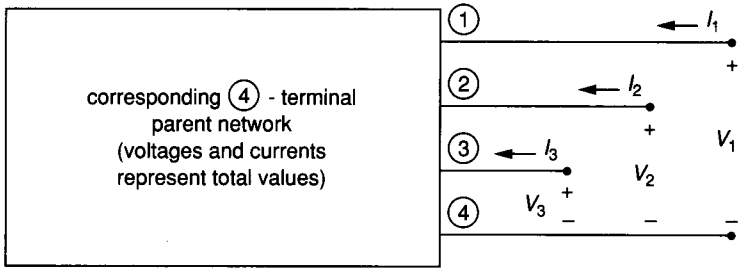 1 I1
+
corresponding 4 - terminal
parent network
(voltages and currents
represent total values)
2 I2
+
V1
3 I3
+
V2
V3
4 − − −